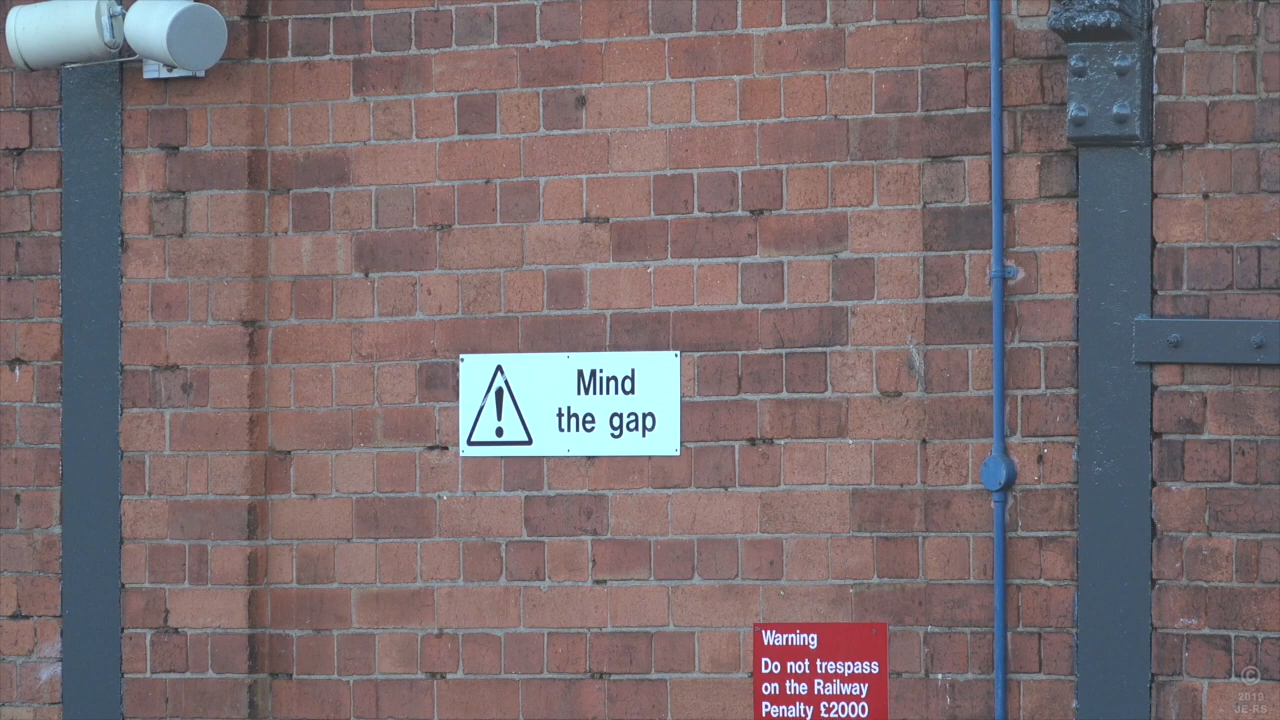 Mind
the gap
Warning
Do not trespass
on the Railway
Penalty £2000
©
2019
JE-RS